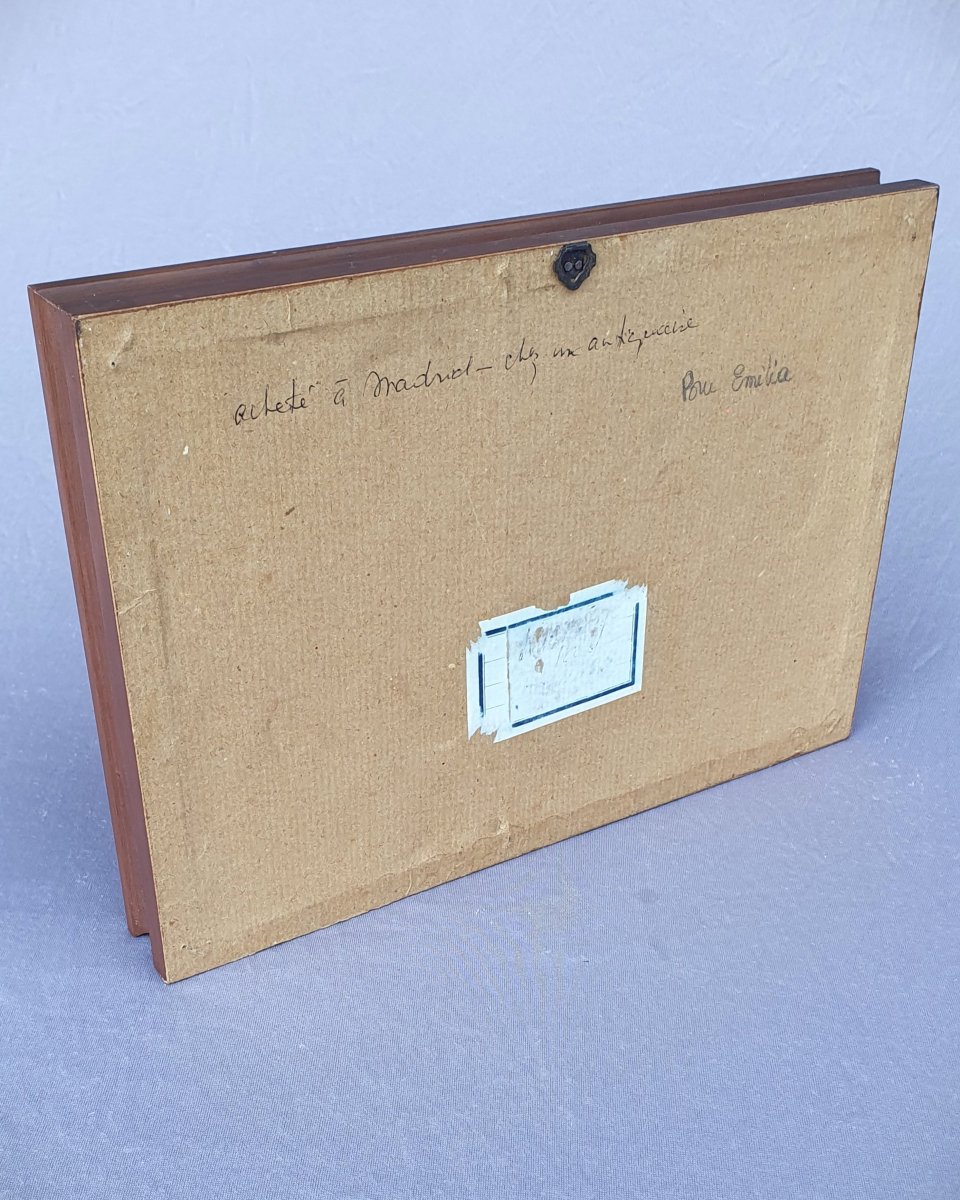 acheté à Madrid – chez un antiquaire
Pour Emilia